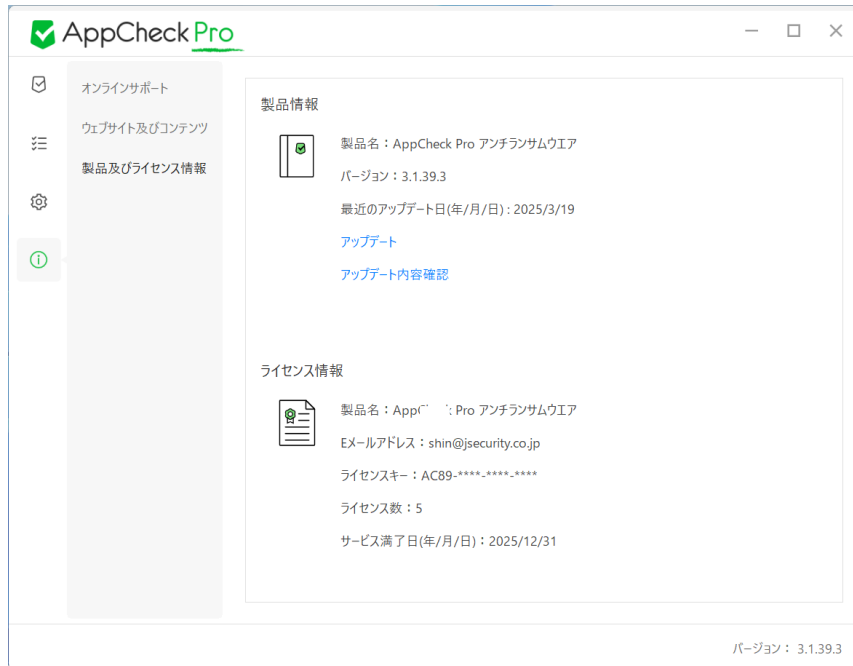 AppCheck Pro
オンラインサポート
ウェブサイト及びコンテンツ
製品及びライセンス情報
製品情報
製品名：AppCheck Pro アンチランサムウエア
バージョン：3.1.39.3
最近のアップデート日(年/月/日) : 2025/3/19
アップデート
アップデート内容確認
ライセンス情報
製品名： Pro アンチランサムウエア
Eメールアドレス：shin@jsecurity.co.jp
ライセンスキー：AC89-****-****-****
ライセンス数：5
サービス満了日(年/月/日)：2025/12/31
バージョン： 3.1.39.3